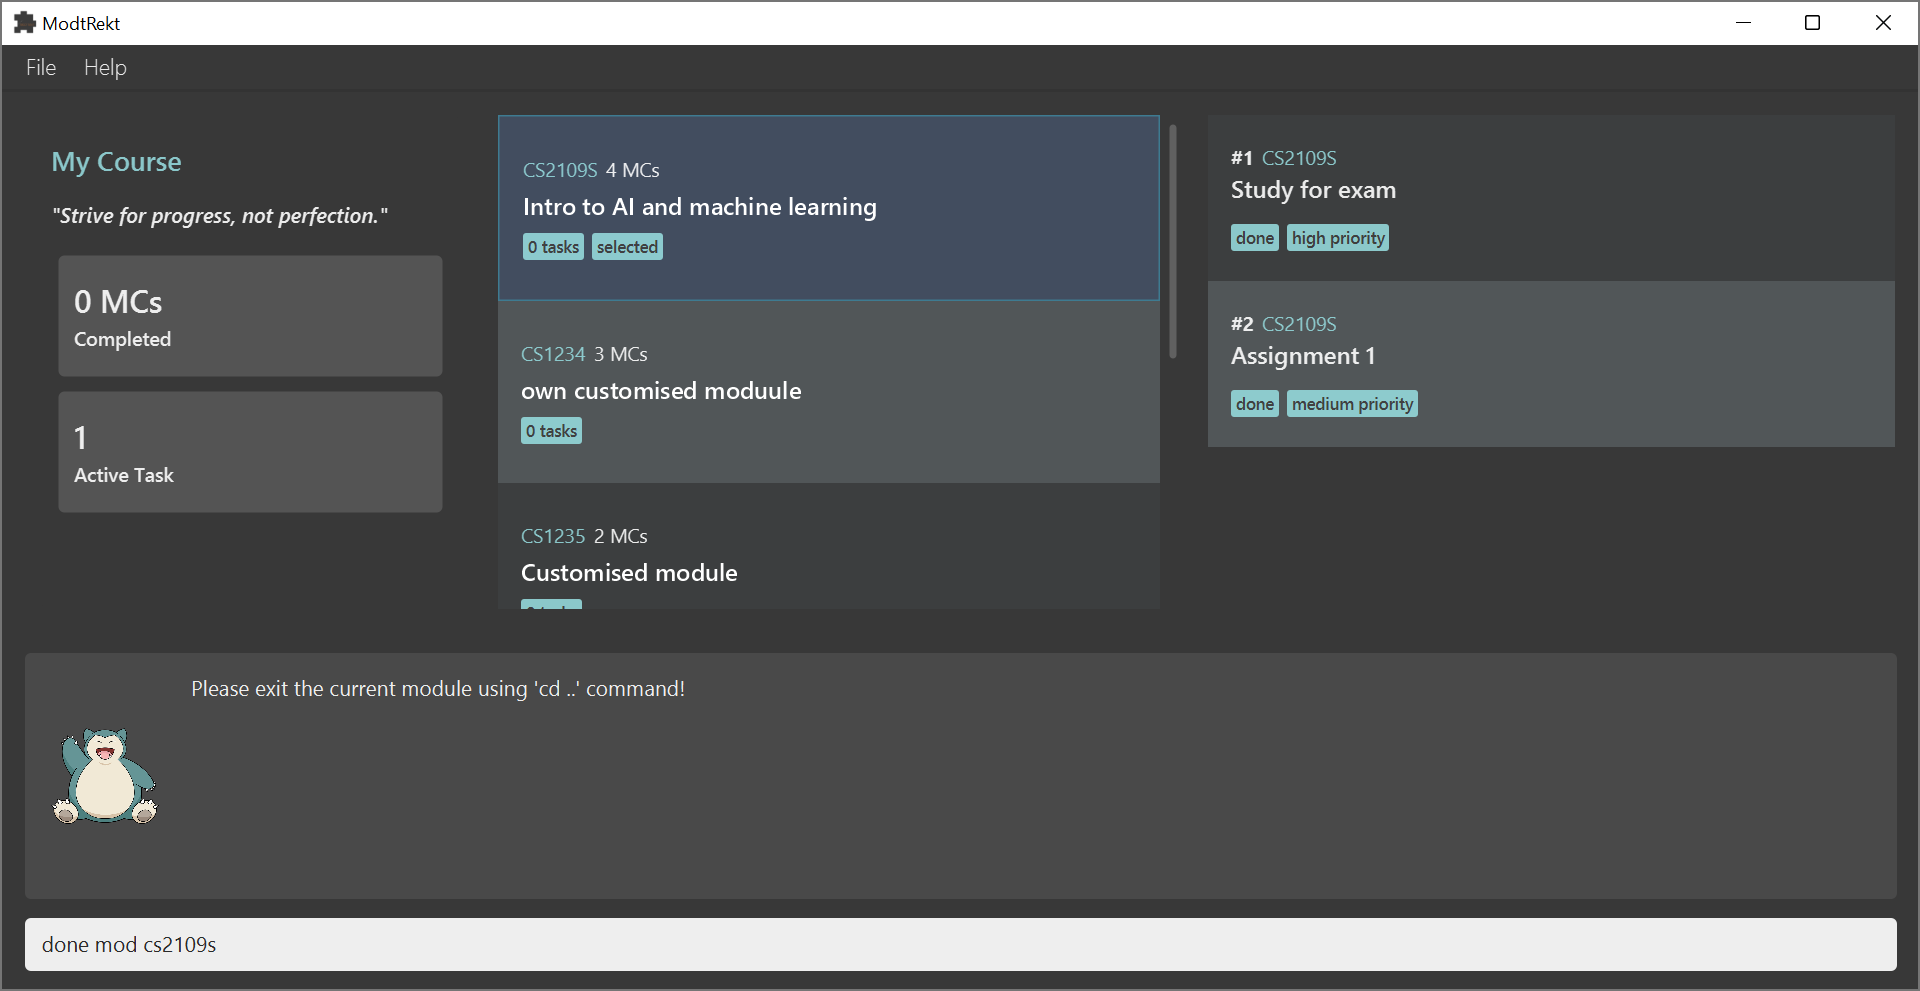 ModtRekt
File Help
My Course
"Strive for progress, not perfection."
0 MCs
Completed
1
Active Task
CS2109S 4 MCs
Intro to AI and machine learning
0 tasks selected
CS1234 3 MCs
own customised moduule
0 tasks
CS1235 2 MCs
Customised module
#1 CS2109S
Study for exam
done high priority
#2 CS2109S
Assignment 1
done medium priority
Please exit the current module using 'cd ..' command!
done mod cs2109s